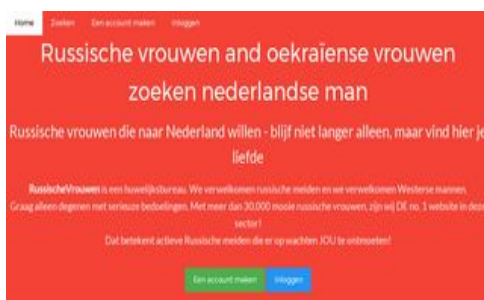 Home Zoeken Een account maken Inloggen
Russische vrouwen and oekraïense vrouwen
zoeken nederlandse man
Russische vrouwen die naar Nederland willen - blijf niet langer alleen, maar vind hier je
liefde
RussischeVrouwen is een huwelijksbureau. We verwelkomen russische meiden en we verwelkomen Westerse mannen.
Graag alleen degenen met serieuze bedoelingen. Met meer dan 30.000 mooie russische vrouwen, zijn wij DE no. 1 website in deze
sector!
Dat betekent actieve Russische meiden die er op wachten JOU te ontmoeten!
Een account maken Inloggen